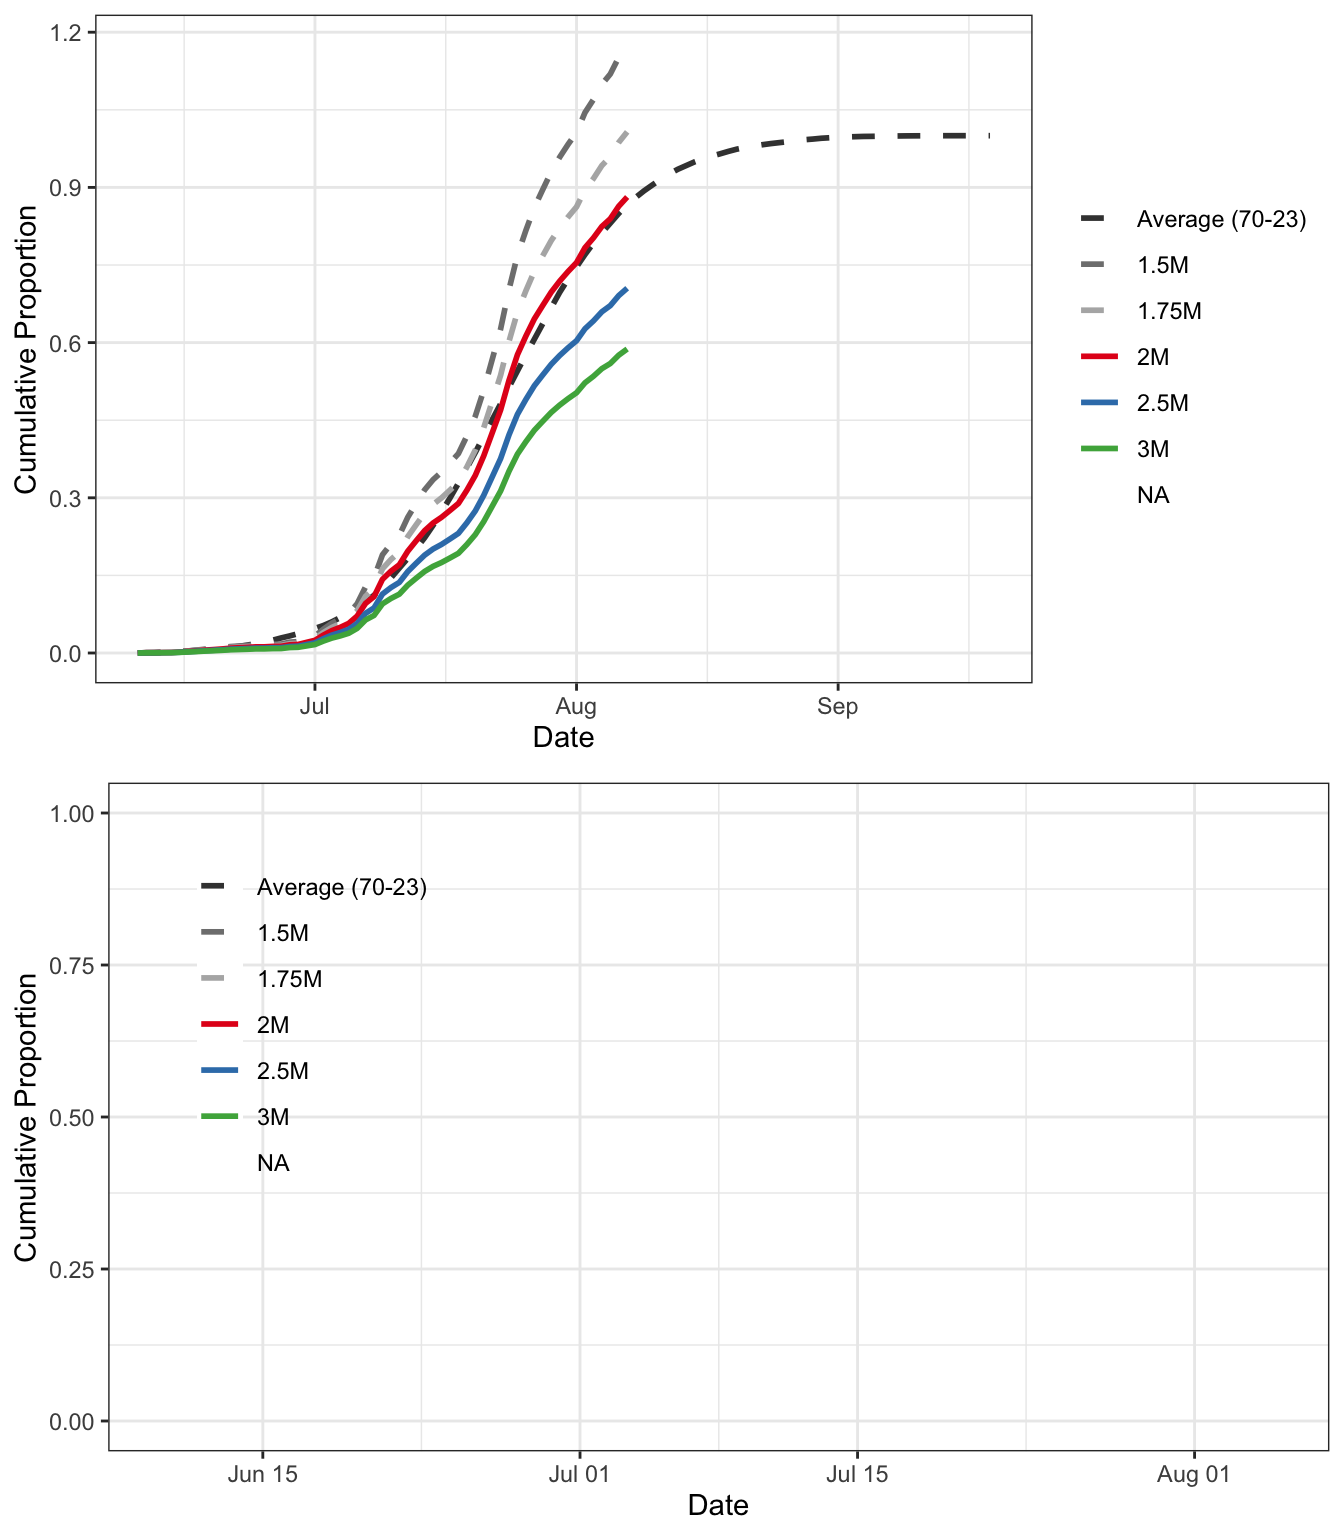 1.2
0.9
0.6
0.3
0.0
Cumulative Proportion
Jul
Aug
Sep
Date
Average (70-23)
1.5M
1.75M
2M
2.5M
3M
NA
1.00
0.75
0.50
0.25
0.00
Cumulative Proportion
Average (70-23)
1.5M
1.75M
2M
2.5M
3M
NA
Jun 15
Jul 01
Jul 15
Aug 01
Date